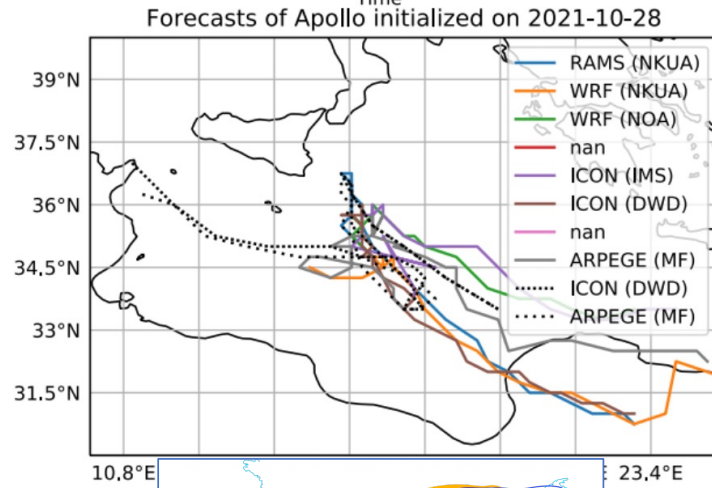 Time
Forecasts of Apollo initialized on 2021-10-28
39°N
37.5°N
36°N
34.5°N
33°N
31.5°N
RAMS (NKUA)
WRF (NKUA)
WRF (NOA)
nan
ICON (IMS)
ICON (DWD)
nan
ARPEGE (MF)
ICON (DWD)
ARPEGE (MF)
10.8°E
23.4°E